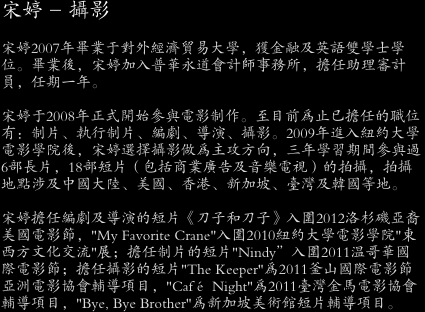 宋婷 – 攝影
宋婷2007年畢業于對外經濟貿易大學，獲金融及英語雙學士學
位。畢業後，宋婷加入普華永道會計師事務所，擔任助理審計
員，任期一年。
宋婷于2008年正式開始參與電影制作。至目前爲止已擔任的職位
有：制片、執行制片、編劇、導演、攝影。2009年進入紐約大學
電影學院後，宋婷選擇攝影做爲主攻方向，三年學習期間參與過
6部長片，18部短片（包括商業廣告及音樂電視）的拍攝，拍攝
地點涉及中國大陸、美國、香港、新加坡、臺灣及韓國等地。
宋婷擔任編劇及導演的短片《刀子和刀子》入圍2012洛杉磯亞裔
美國電影節，"My Favorite Crane"入圍2010紐約大學電影學院"東
西方文化交流"展；擔任制片的短片"Nindy”入圍2011溫哥華國
際電影節；擔任攝影的短片"The Keeper"爲2011釜山國際電影節
亞洲電影協會輔導項目，"Café Night"爲2011臺灣金馬電影協會
輔導項目，"Bye, Bye Brother"爲新加坡美術館短片輔導項目。